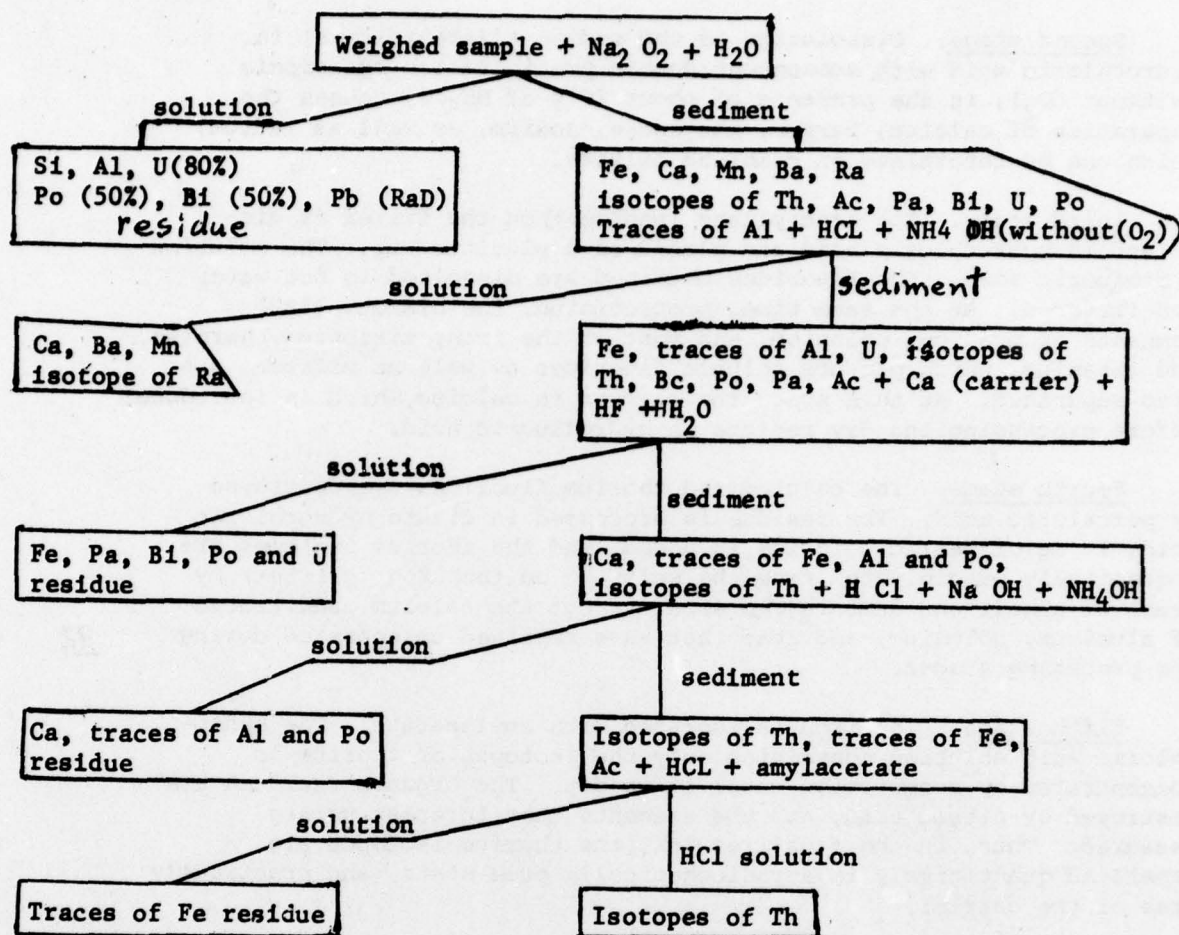 Weighed sample + Na2O2 + H2O
solution
sediment
Si, Al, U(80%)
Po (50%), Bi (50%), Pb (RaD)
residue
Fe, Ca, Mn, Ba, Ra
isotopes of Th, Ac, Pa, Bi, U, Po
Traces of Al + HCL + NH4 OH(without(O2)
solution
sediment
Ca, Ba, Mn
isotope of Ra
Fe, traces of Al, U, isotopes of
Th, Bc, Po, Pa, Ac + Ca (carrier) +
HF + H2O
solution
sediment
Fe, Pa, Bi, Po and U
residue
Ca, traces of Fe, Al and Po,
isotopes of Th + H Cl + Na OH + NH4OH
solution
sediment
Ca, traces of Al and Po
residue
Isotopes of Th, traces of Fe,
Ac - HCL + amylacetate
solution
HCl solution
Traces of Fe residue
Isotopes of Th